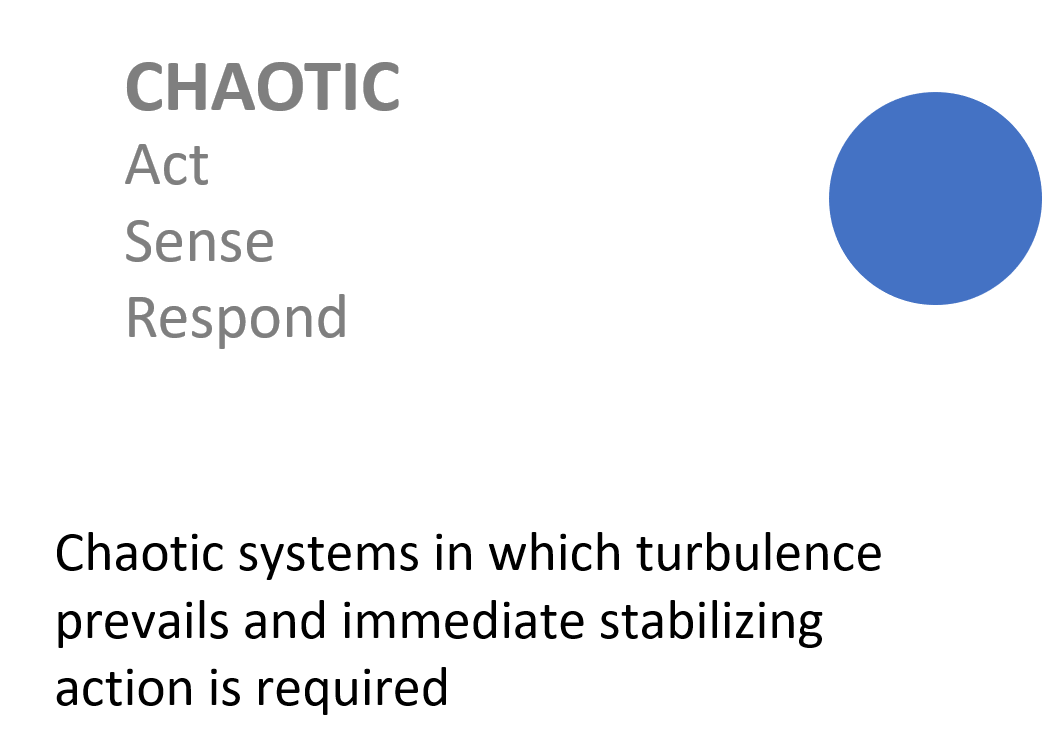 CHAOTIC
Act
Sense
Respond
Chaotic systems in which turbulence
prevails and immediate stabilizing
action is required